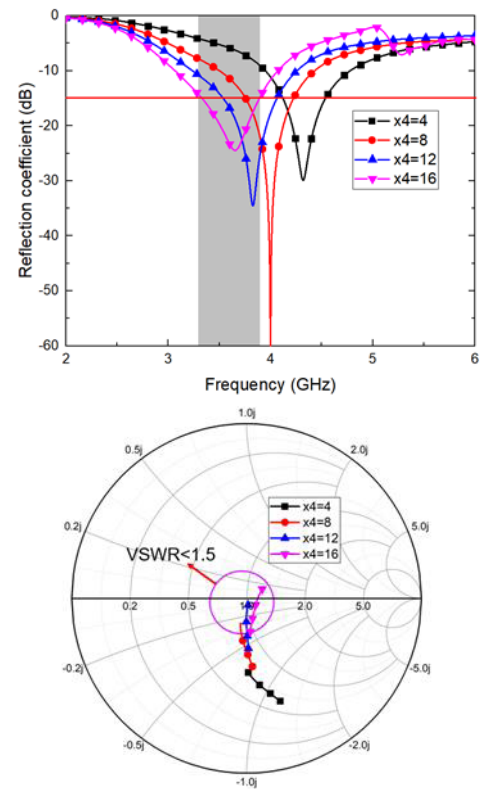 0
-10
-20
-30
-40
-50
-60
Reflection coefficient (dB)
x4=4
x4=8
x4=12
x4=16
2
3
4
5
6
Frequency (GHz)
1.0j
0.5j
2.0j
0.2j
5.0j
x4=4
x4=8
x4=12
x4=16
VSWR<1.5
0.2
0.5
2.0
5.0
-0.2j
-5.0j
-0.5j
-2.0j
-1.0j